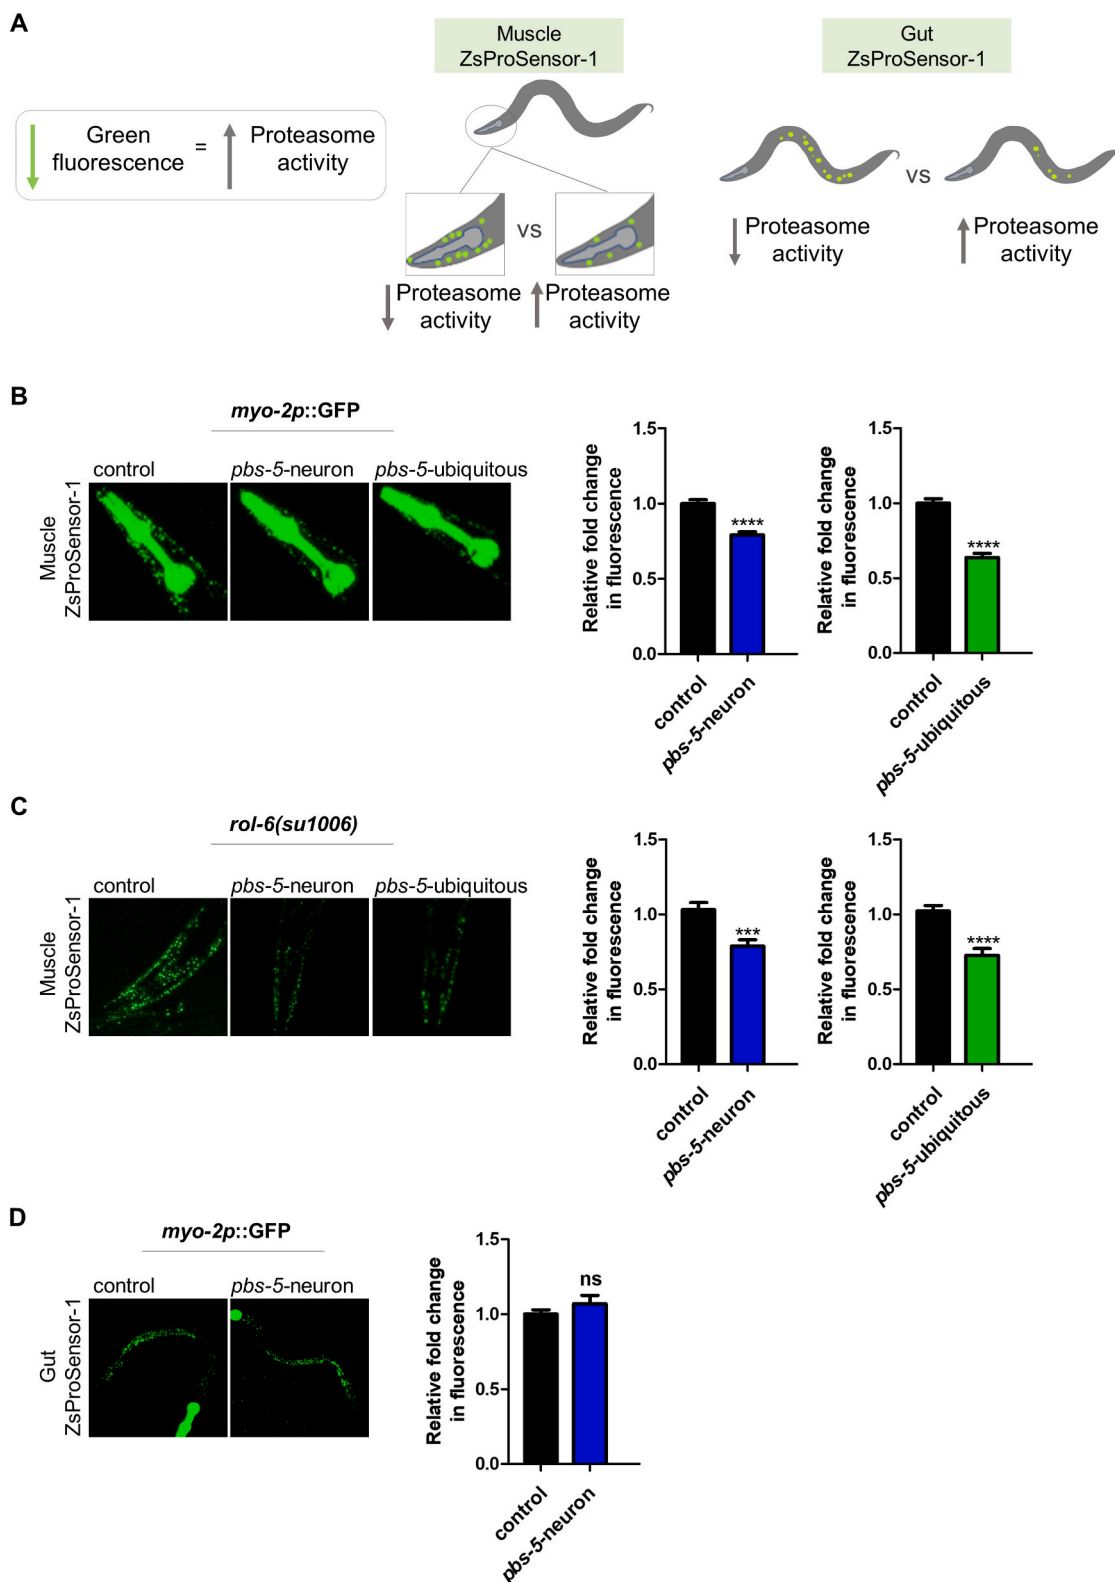 A
Muscle
ZsProSensor-1
Gut
ZsProSensor-1
Green
fluorescence
=
Proteasome
activity
vs
vs
Proteasome
activity
Proteasome
activity
Proteasome
activity
Proteasome
activity
B
myo-2p::GFP
control
pbs-5-neuron
pbs-5-ubiquitous
Muscle
ZsProSensor-1
Relative fold change
in fluorescence
1.5
1.0
0.5
0.0
****
control
pbs-5-neuron
Relative fold change
in fluorescence
1.5
1.0
0.5
0.0
****
control
pbs-5-ubiquitous
C
rol-6(su1006)
control
pbs-5-neuron
pbs-5-ubiquitous
Muscle
ZsProSensor-1
Relative fold change
in fluorescence
1.5
1.0
0.5
0.0
***
control
pbs-5-neuron
Relative fold change
in fluorescence
1.5
1.0
0.5
0.0
****
control
pbs-5-ubiquitous
D
myo-2p::GFP
control
pbs-5-neuron
Gut
ZsProSensor-1
Relative fold change
in fluorescence
1.5
1.0
0.5
0.0
ns
control
pbs-5-neuron